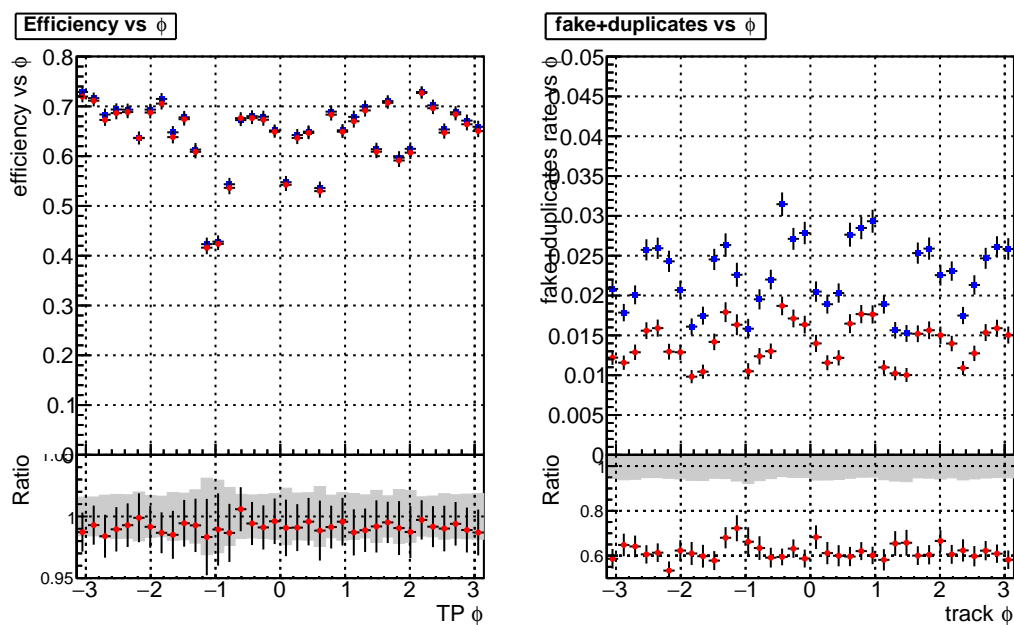 Efficiency vs ϕ
efficiency vs ϕ
0.8
0.7
0.6
0.5
0.4
0.3
0.2
0.1
0
Ratio
1
0.95
−3 −2 −1 0 1 2 3
TP ϕ
fake+duplicates vs ϕ
fake+duplicates rate vs ϕ
0.05
0.045
0.04
0.035
0.03
0.025
0.02
0.015
0.01
0.005
0
Ratio
1
0.8
0.6
−3 −2 −1 0 1 2 3
track ϕ